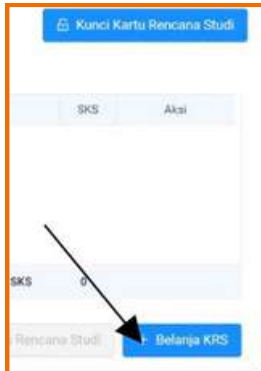 Kunci Kartu Rencana Studi
SKS Aksi
SKS 0
Rencana Studi
+ Belanja KRS